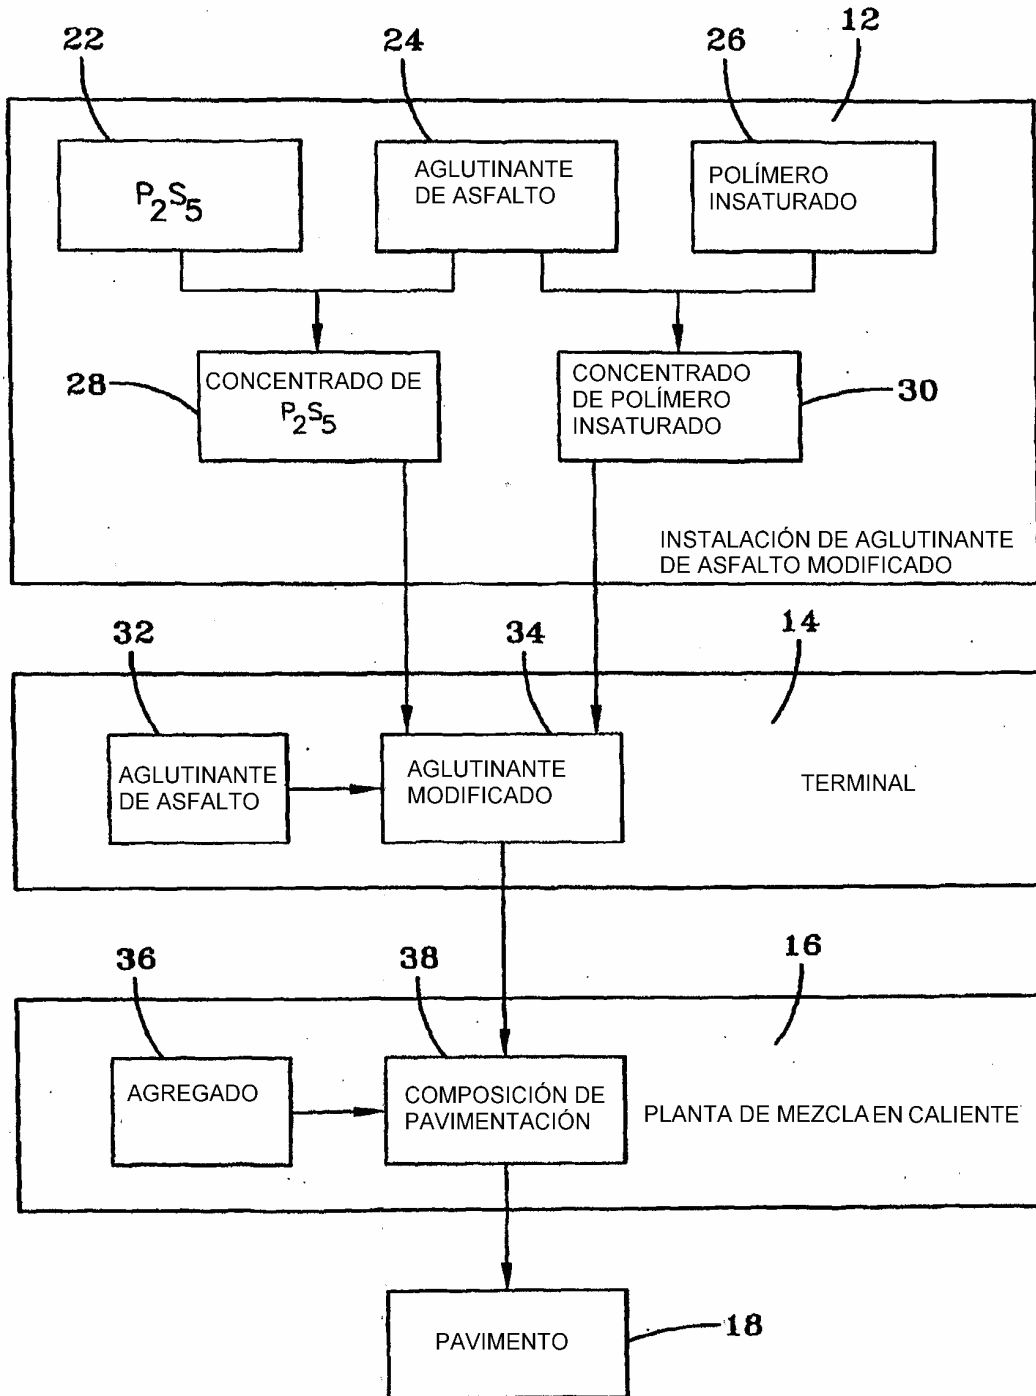 22
24
26
12
P2S5
AGLUTINANTE
DE ASFALTO
POLÍMERO
INSATURADO
28
CONCENTRADO DE
P2S5
CONCENTRADO
DE POLÍMERO
INSATURADO
30
INSTALACIÓN DE AGLUTINANTE
DE ASFALTO MODIFICADO
32
34
14
AGLUTINANTE
DE ASFALTO
AGLUTINANTE
MODIFICADO
TERMINAL
36
38
16
AGREGADO
COMPOSICIÓN DE
PAVIMENTACIÓN
PLANTA DE MEZCLA EN CALIENTE
PAVIMENTO
18